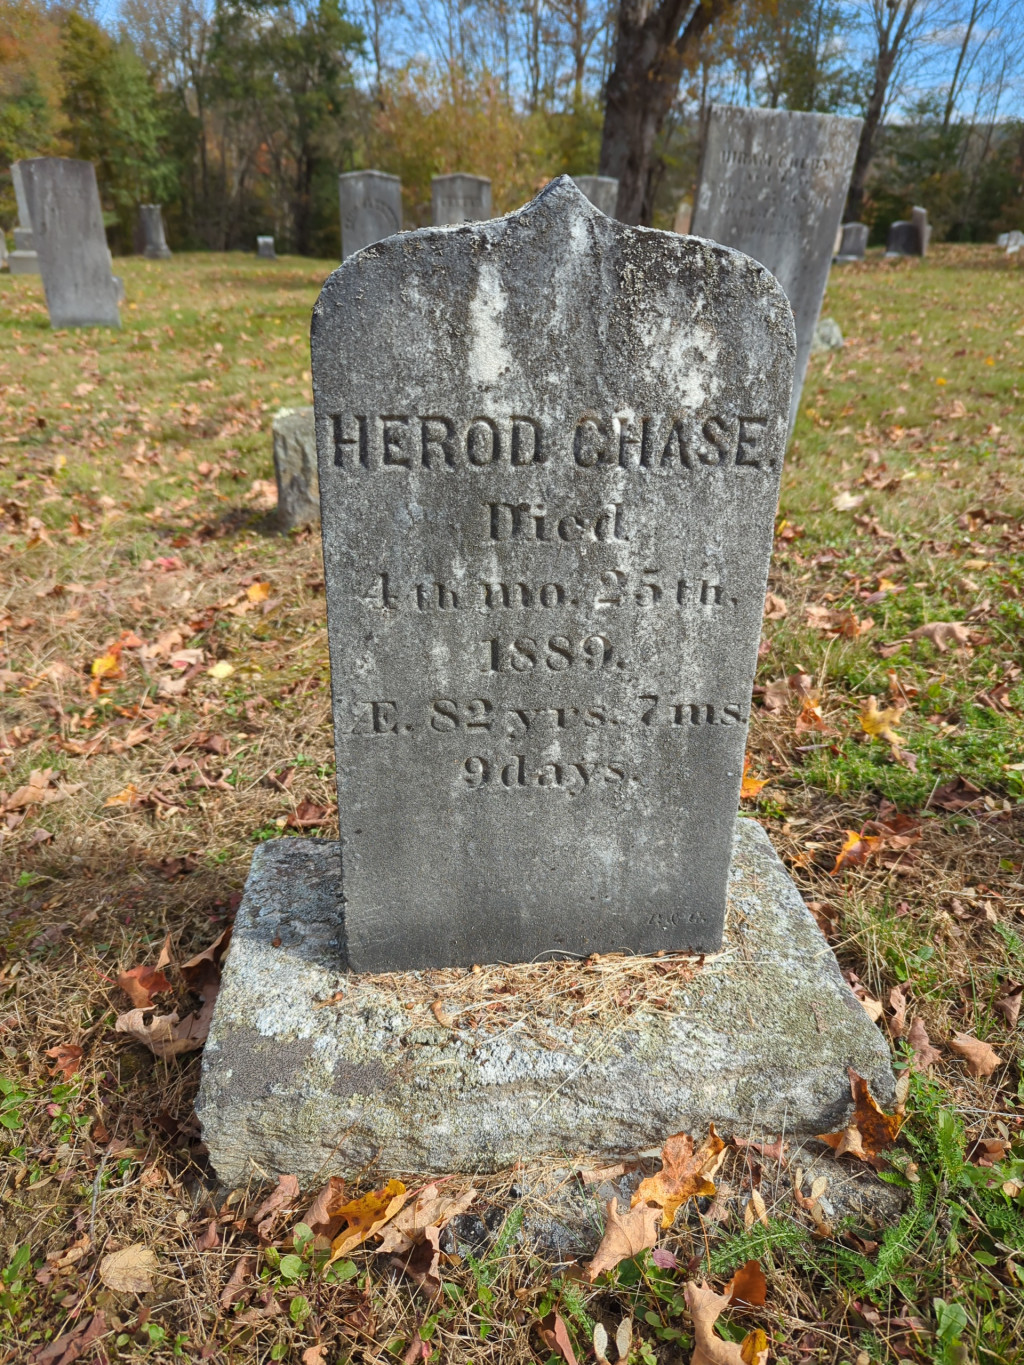 HEROD CHASE.
Died
4th mo. 25th,
1889.
Æ. 82 yrs. 7 ms.
9 days.